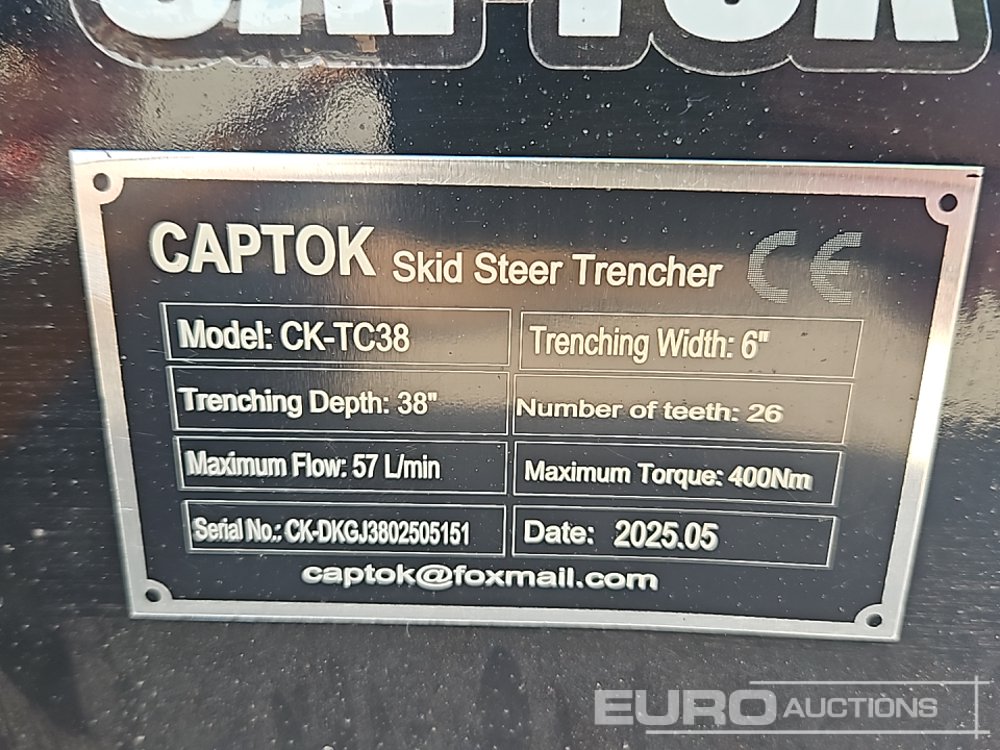 CAPTOK
CAPTOK Skid Steer Trencher CE
Model: CK-TC38
Trenching Width: 6"
Trenching Depth: 38"
Number of teeth: 26
Maximum Flow: 57 L/min
Maximum Torque: 400Nm
Serial No.: CK-DKGJ3802505151
Date: 2025.05
captok@foxmail.com
EURO AUCTIONS